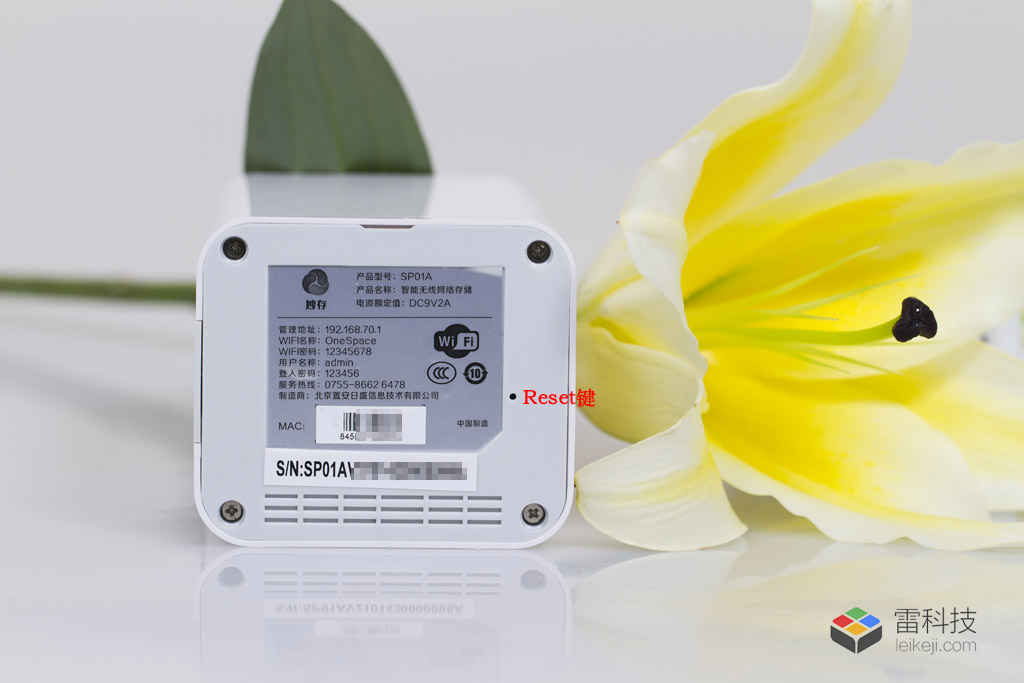 妙存
产品型号：SP01A
产品名称：智能无线网络存储
电源额定值：DC9V2A
管理地址：192.168.70.1
WIFI名称：OneSpace
WIFI密码：12345678
用户名称：admin
登入密码：123456
服务热线：0755-8662 6478
制造商：北京置安日盛信息技术有限公司
Wi Fi
CCC
10
Reset键
MAC：
845
中国制造
S/N:SP01AV
雷科技
leikeji.com